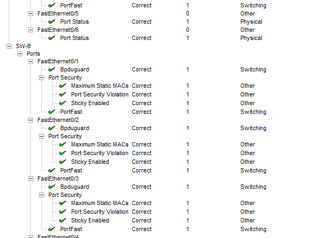 PortFast Correct 1 Switching
FastEthernet0/5 0 Other
Port Status Correct 1 Physical
FastEthernet0/6 0 Other
Port Status Correct 1 Physical
SW-B
Ports
FastEthernet0/1
Bpduguard Correct 1 Switching
Port Security
Maximum Static MACs Correct 1 Other
Port Security Violation Correct 1 Other
Sticky Enabled Correct 1 Other
PortFast Correct 1 Switching
FastEthernet0/2
Bpduguard Correct 1 Switching
Port Security
Maximum Static MACs Correct 1 Other
Port Security Violation Correct 1 Other
Sticky Enabled Correct 1 Other
PortFast Correct 1 Switching
FastEthernet0/3
Bpduguard Correct 1 Switching
Port Security
Maximum Static MACs Correct 1 Other
Port Security Violation Correct 1 Other
Sticky Enabled Correct 1 Other
PortFast Correct 1 Switching
FastEthernet0/4